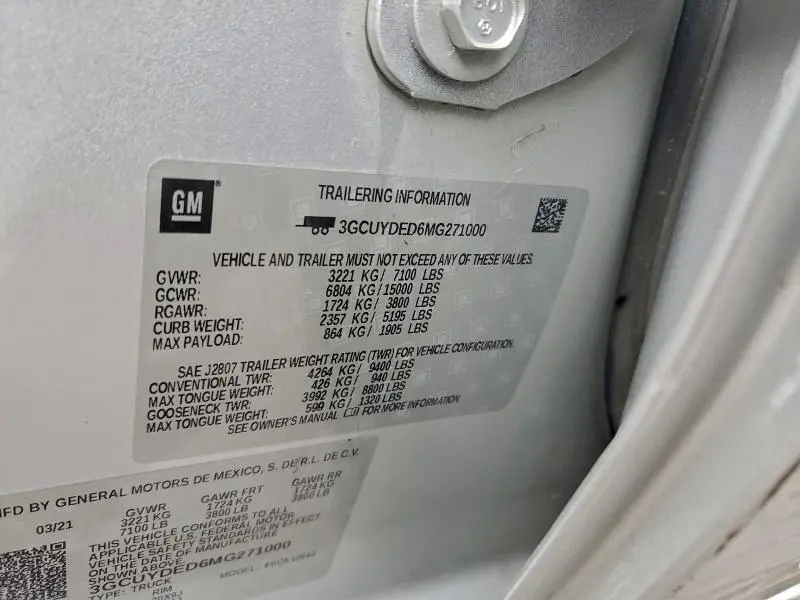 GM
TRAILERING INFORMATION
3GCUYDED6MG271000
VEHICLE AND TRAILER MUST NOT EXCEED ANY OF THESE VALUES.
GVWR: 3221 KG/ 7100 LBS
GCWR: 6804 KG/15000 LBS
RGAWR: 1724 KG/ 3800 LBS
CURB WEIGHT: 2357 KG/ 5195 LBS
MAX PAYLOAD: 864 KG/ 1905 LBS
SAE J2807 TRAILER WEIGHT RATING (TWR) FOR VEHICLE CONFIGURATION.
CONVENTIONAL TWR: 4264 KG/ 9400 LBS
MAX TONGUE WEIGHT: 426 KG/ 940 LBS
GOOSENECK TWR: 3992 KG/ 8800 LBS
MAX TONGUE WEIGHT: 599 KG/ 1320 LBS
SEE OWNER'S MANUAL FOR MORE INFORMATION
MFD BY GENERAL MOTORS DE MEXICO, S. DE R.L. DE C.V.
03/21 GVWR GAWR FRT GAWR RR
3221 KG 1724 KG 1724 KG
7100 LB 3800 LB 3800 LB
THIS VEHICLE CONFORMS TO ALL
APPLICABLE U.S. FEDERAL MOTOR
VEHICLE SAFETY STANDARDS IN EFFECT
ON THE DATE OF MANUFACTURE
SHOWN ABOVE.
3GCUYDED6MG271000
TYPE: TRUCK MODEL:
RIM